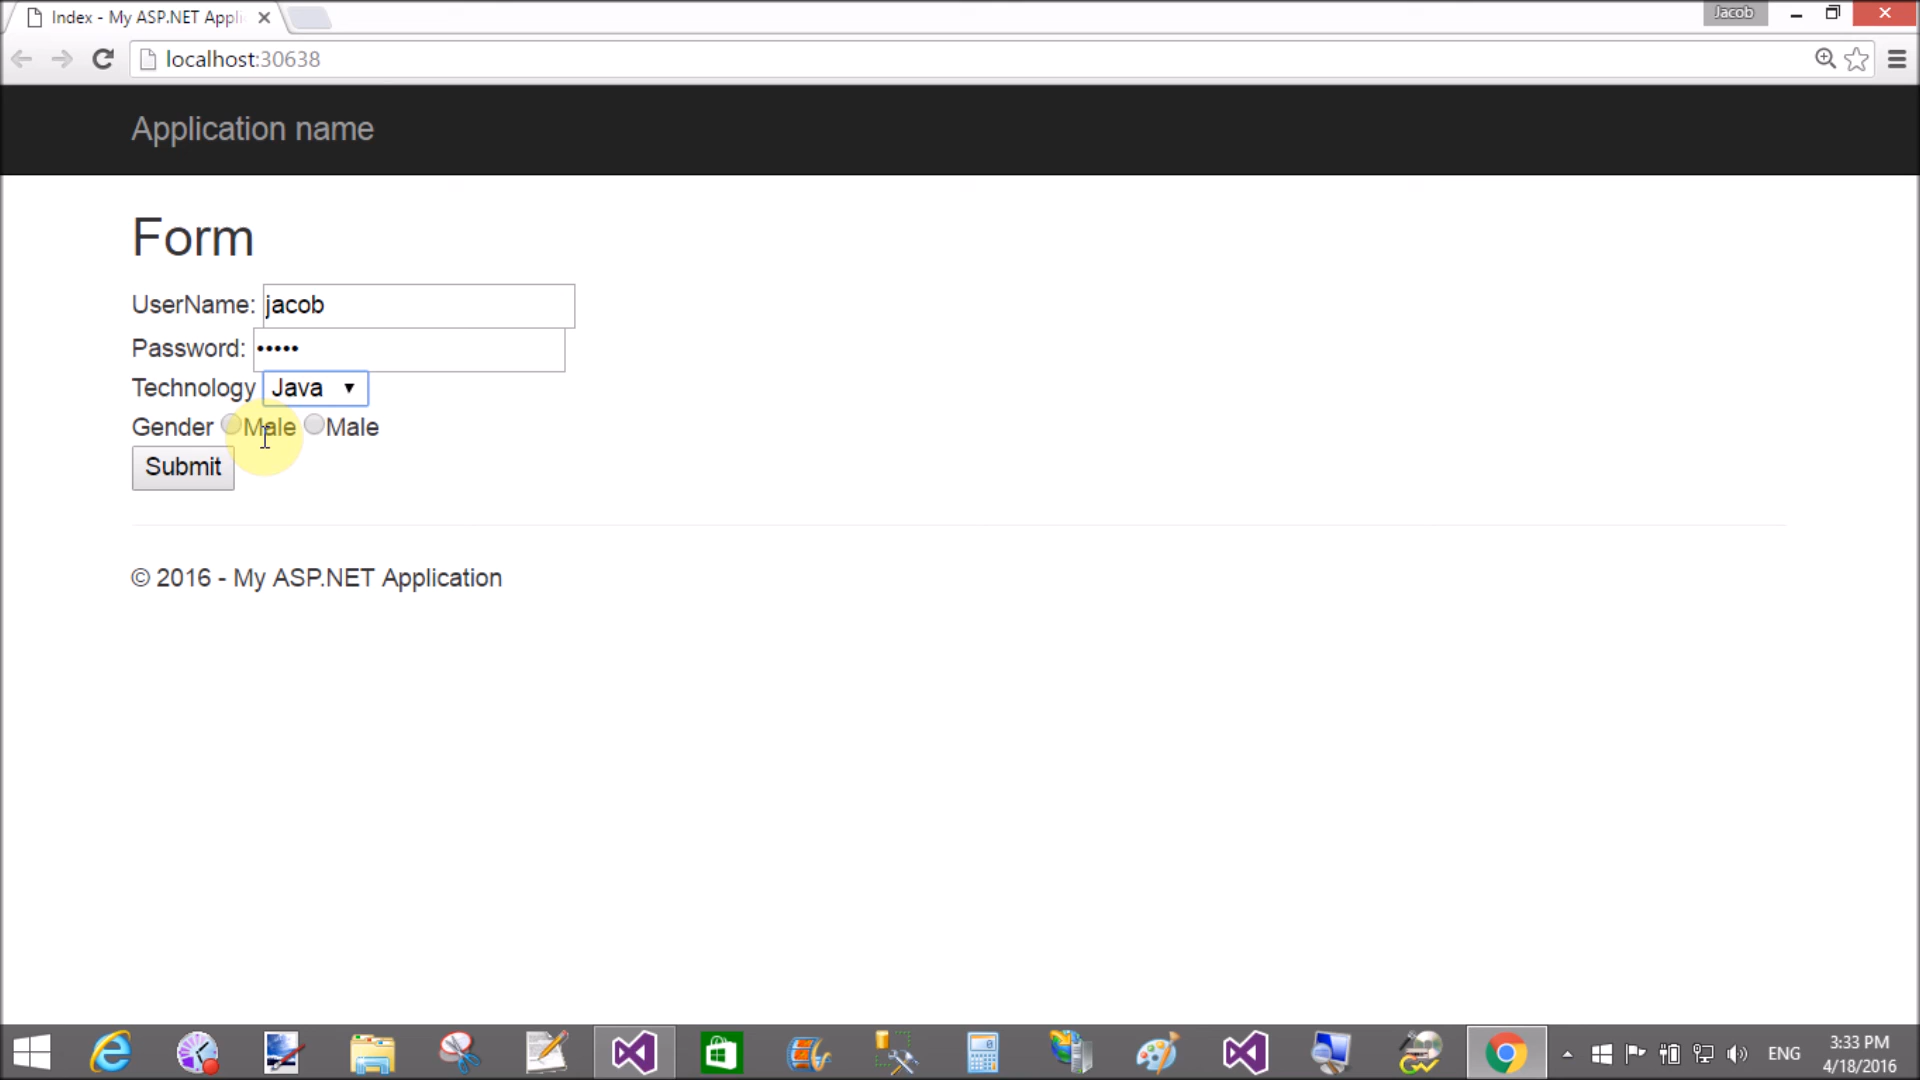 Index - My ASP.NET Appli
Jacob
localhost:30638
Application name
Form
UserName: jacob
Password: •••••
Technology Java
Gender Male Male
Submit
© 2016 - My ASP.NET Application
ENG
3:33 PM
4/18/2016